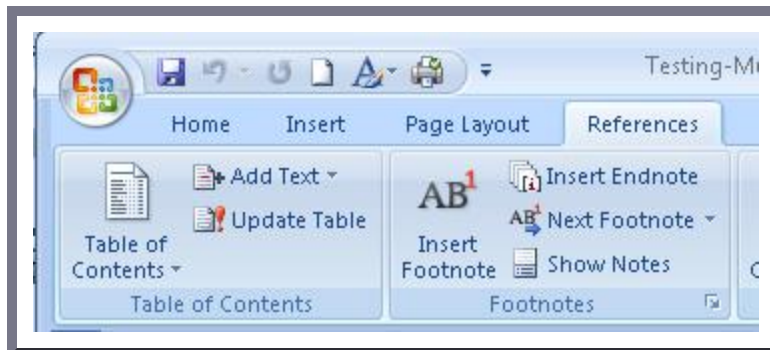 Testing-Mu
Home Insert Page Layout References
Table of Contents
Add Text
Update Table
Table of Contents
AB1
Insert Footnote
Insert Endnote
AB1 Next Footnote
Show Notes
Footnotes